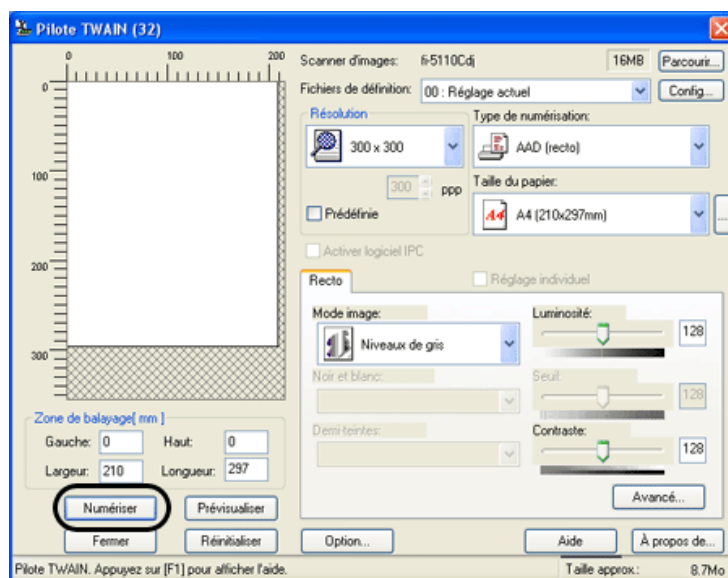 Pilote TWAIN (32)
0 100 200
0
100
200
300
Scanner d'images: fi-5110Cdj 16MB Parcourir...
Fichiers de définition: 00 : Réglage actuel Config...
Résolution
300 x 300
300 ppp
Prédéfinie
Type de numérisation:
AAD (recto)
Taille du papier:
A4 A4 (210x297mm) ...
Activer logiciel IPC
Recto
Réglage individuel
Mode image:
Niveaux de gris
Noir et blanc:
Demi-teintes:
Luminosité:
128
Seuil:
128
Contraste:
128
Avancé...
Zone de balayage[ mm ]
Gauche: 0 Haut: 0
Largeur: 210 Longueur: 297
Numériser Prévisualiser
Fermer Réinitialiser Option... Aide À propos de...
Pilote TWAIN. Appuyez sur [F1] pour afficher l'aide. Taille approx.: 8.7Mo